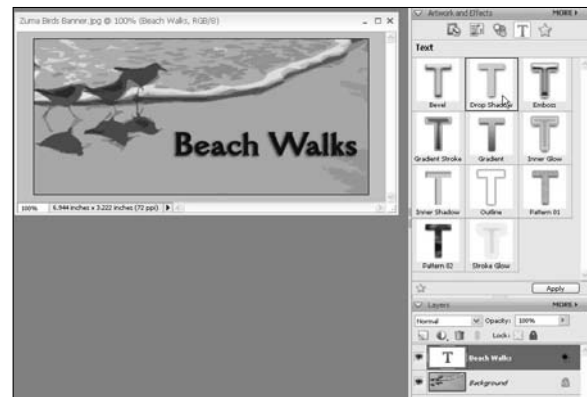 Zuma Birds Banner.jpg @ 100% (Beach Walks, RGB/8)
Beach Walks
100% 6.944 inches x 3.222 inches (72 ppi)
Artwork and Effects MORE
Text
Bevel Drop Shadow Emboss
Gradient Stroke Gradient Inner Glow
Inner Shadow Outline Pattern 01
Pattern 02 Stroke Glow
Apply
Layers MORE
Normal Opacity: 100%
Lock:
T Beach Walks
Background